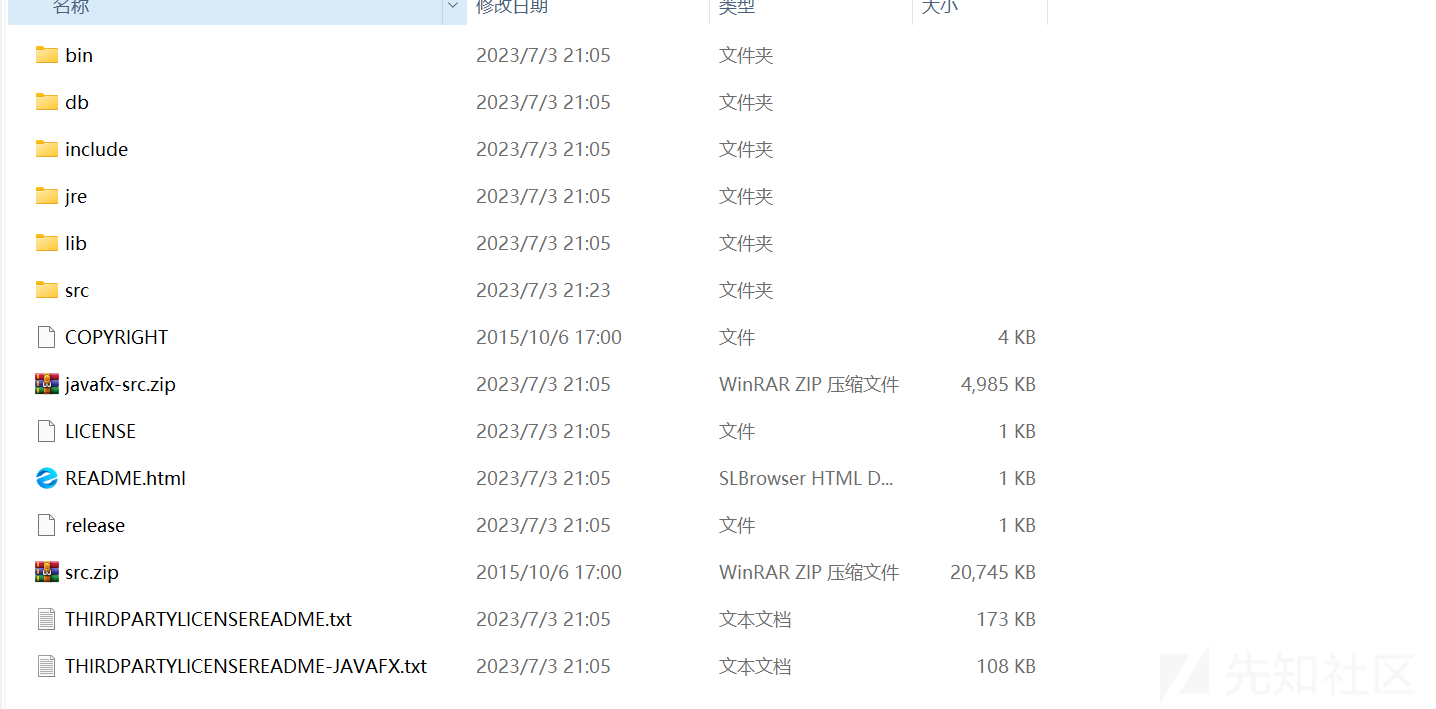 名称 修改日期 类型 大小
bin 2023/7/3 21:05 文件夹
db 2023/7/3 21:05 文件夹
include 2023/7/3 21:05 文件夹
jre 2023/7/3 21:05 文件夹
lib 2023/7/3 21:05 文件夹
src 2023/7/3 21:23 文件夹
COPYRIGHT 2015/10/6 17:00 文件 4 KB
javafx-src.zip 2023/7/3 21:05 WinRAR ZIP 压缩文件 4,985 KB
LICENSE 2023/7/3 21:05 文件 1 KB
README.html 2023/7/3 21:05 SLBrowser HTML D... 1 KB
release 2023/7/3 21:05 文件 1 KB
src.zip 2015/10/6 17:00 WinRAR ZIP 压缩文件 20,745 KB
THIRDPARTYLICENSEREADME.txt 2023/7/3 21:05 文本文档 173 KB
THIRDPARTYLICENSEREADME-JAVAFX.txt 2023/7/3 21:05 文本文档 108 KB
先知社区